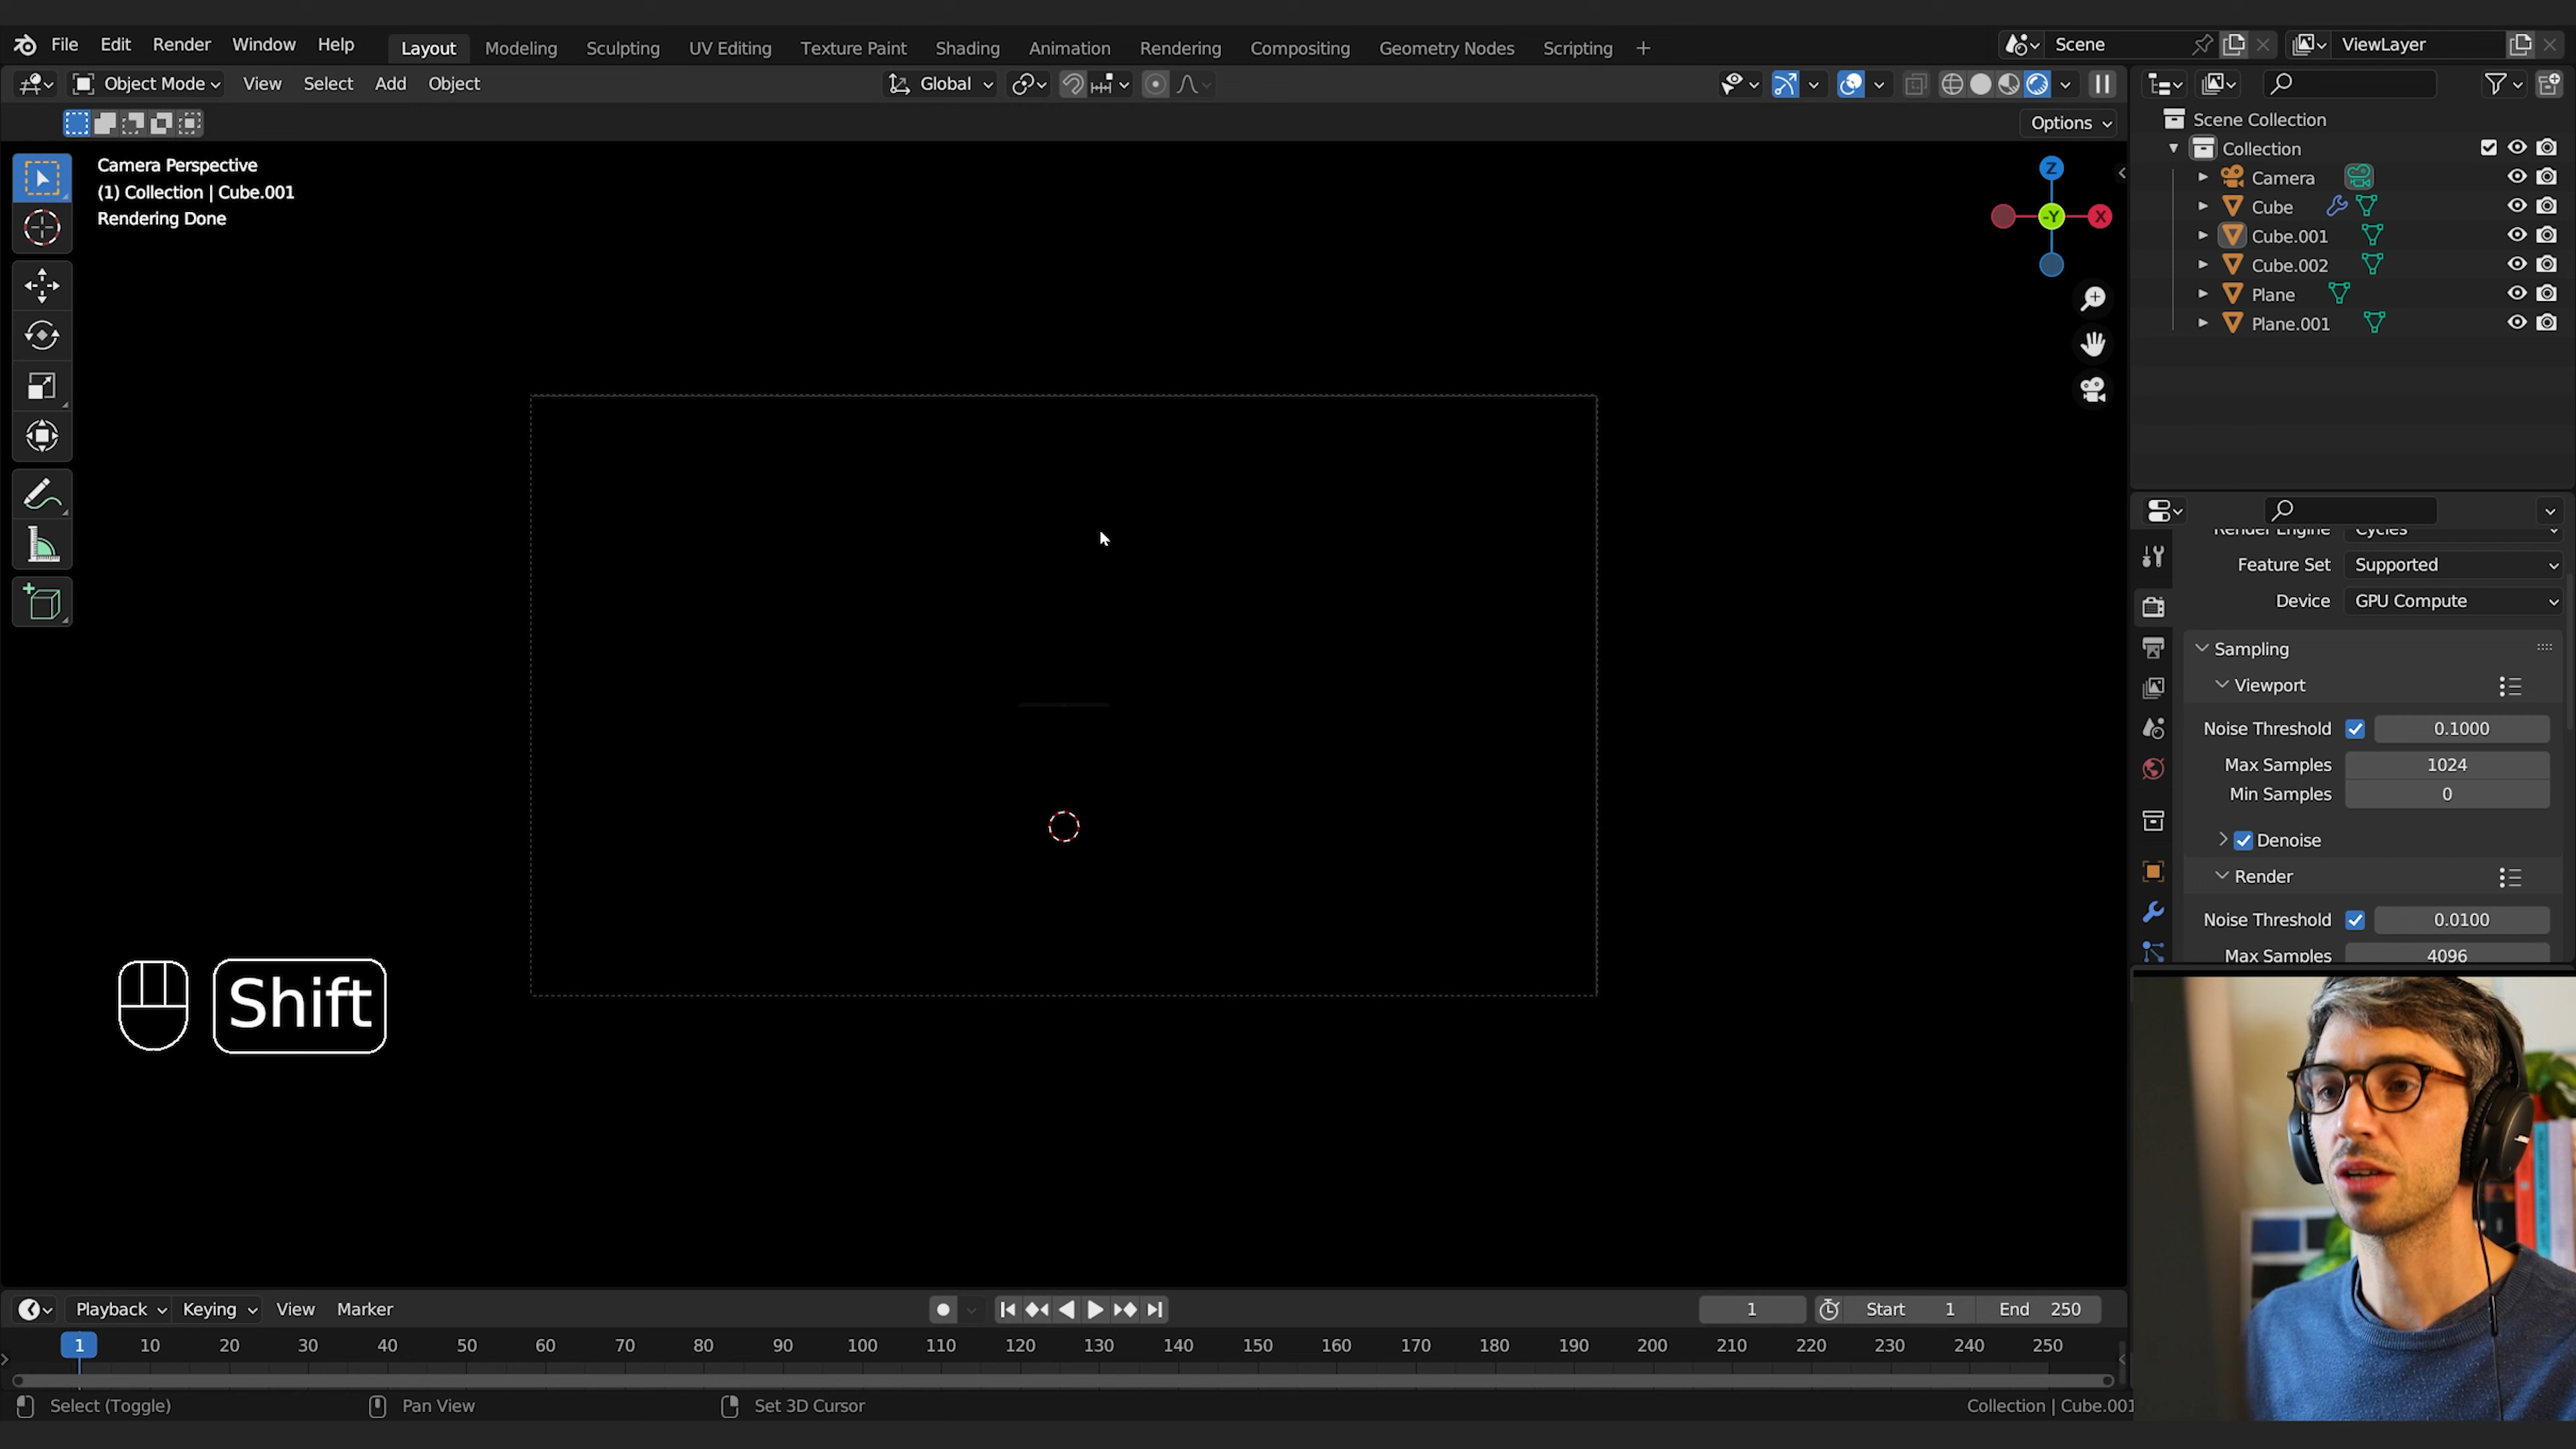 File Edit Render Window Help Layout Modeling Sculpting UV Editing Texture Paint Shading Animation Rendering Compositing Geometry Nodes Scripting + Scene ViewLayer
Object Mode View Select Add Object Global
Options
Camera Perspective
(1) Collection | Cube.001
Rendering Done
Z
-Y
X
Scene Collection
Collection
Camera
Cube
Cube.001
Cube.002
Plane
Plane.001
Render Engine Cycles
Feature Set Supported
Device GPU Compute
Sampling
Viewport
Noise Threshold 0.1000
Max Samples 1024
Min Samples 0
Denoise
Render
Noise Threshold 0.0100
Max Samples 4096
Shift
Playback Keying View Marker 1 Start 1 End 250
1 10 20 30 40 50 60 70 80 90 100 110 120 130 140 150 160 170 180 190 200 210 220 230 240 250
Select (Toggle) Pan View Set 3D Cursor Collection | Cube.001